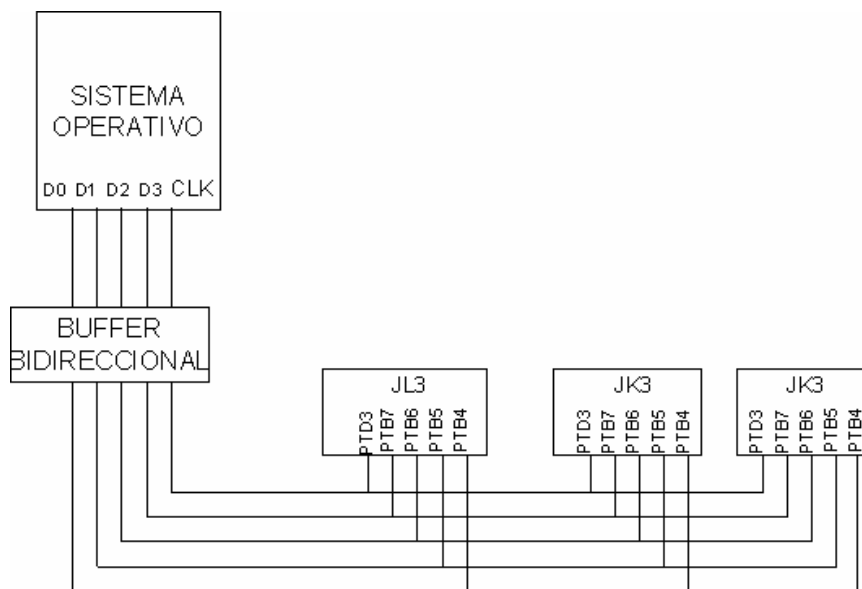 SISTEMA
OPERATIVO
D0 D1 D2 D3 CLK
BUFFER
BIDIRECCIONAL
JL3
PTD3 PTB7 PTB6 PTB5 PTB4
JK3
PTD3 PTB7 PTB6 PTB5 PTB4
JK3
PTD3 PTB7 PTB6 PTB5 PTB4